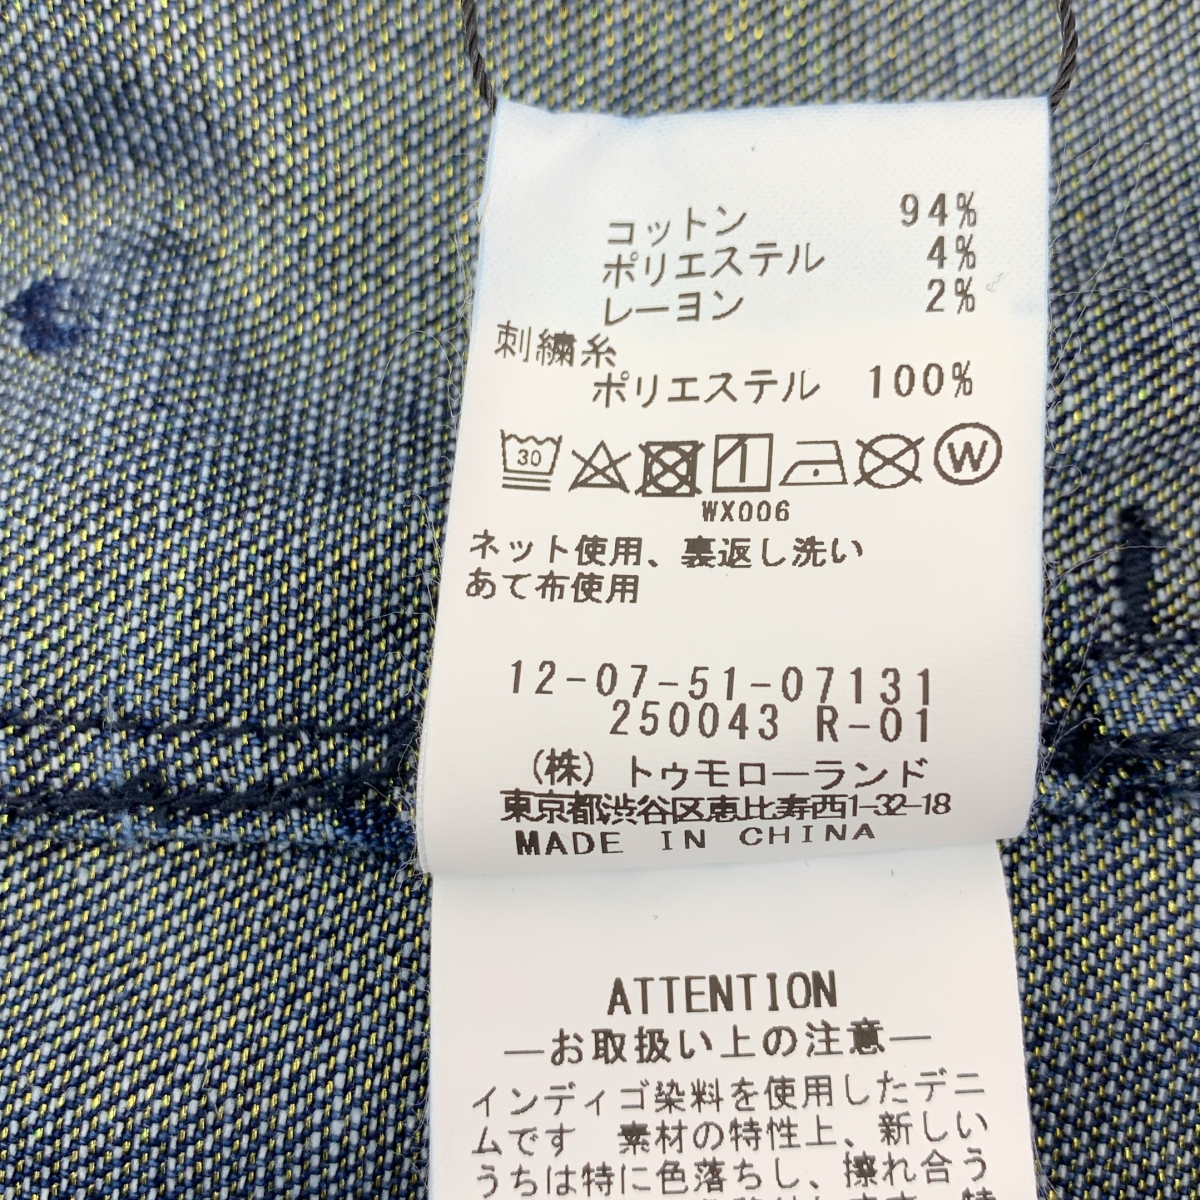 コットン 94%
ポリエステル 4%
レーヨン 2%
刺繍糸
ポリエステル 100%
30
W
WX006
ネット使用、裏返し洗い
あて布使用
12-07-51-07131
250043 R-01
(株)トゥモローランド
東京都渋谷区恵比寿西1-32-18
MADE IN CHINA
ATTENTION
―お取扱い上の注意―
インディゴ染料を使用したデニ
ムです 素材の特性上、新しい
うちは特に色落ちし、擦れ合う